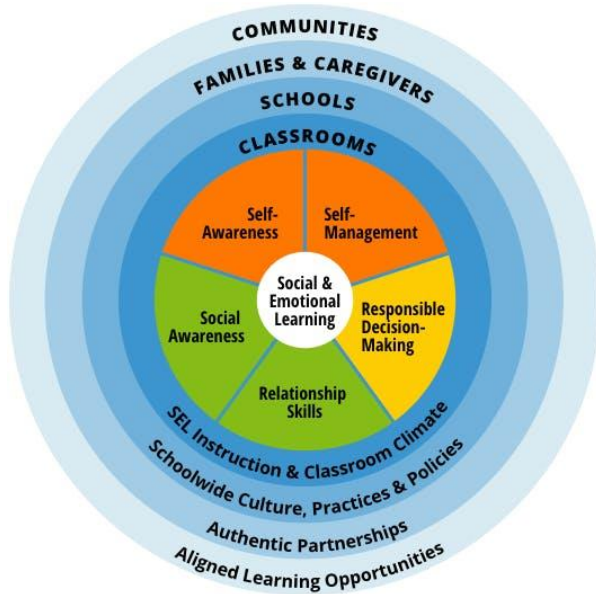 COMMUNITIES
FAMILIES & CAREGIVERS
SCHOOLS
CLASSROOMS
Self-
Awareness
Self-
Management
Social &
Emotional
Learning
Social
Awareness
Responsible
Decision-
Making
Relationship
Skills
SEL Instruction & Classroom Climate
Schoolwide Culture, Practices & Policies
Authentic Partnerships
Aligned Learning Opportunities